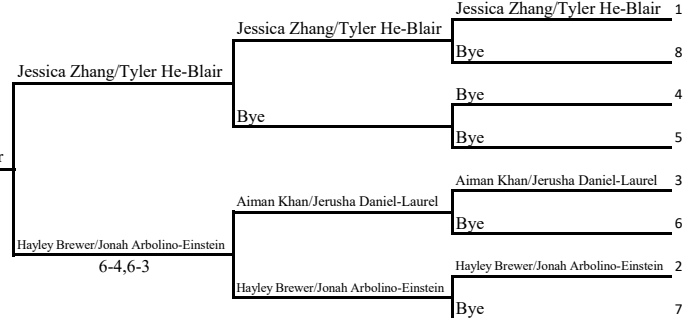 Jessica Zhang/Tyler He-Blair 1
Jessica Zhang/Tyler He-Blair
Bye 8
Jessica Zhang/Tyler He-Blair
Bye 4
Bye
Bye 5
r
Aiman Khan/Jerusha Daniel-Laurel 3
Aiman Khan/Jerusha Daniel-Laurel
Bye 6
Hayley Brewer/Jonah Arbolino-Einstein
6-4,6-3
Hayley Brewer/Jonah Arbolino-Einstein 2
Hayley Brewer/Jonah Arbolino-Einstein
Bye 7